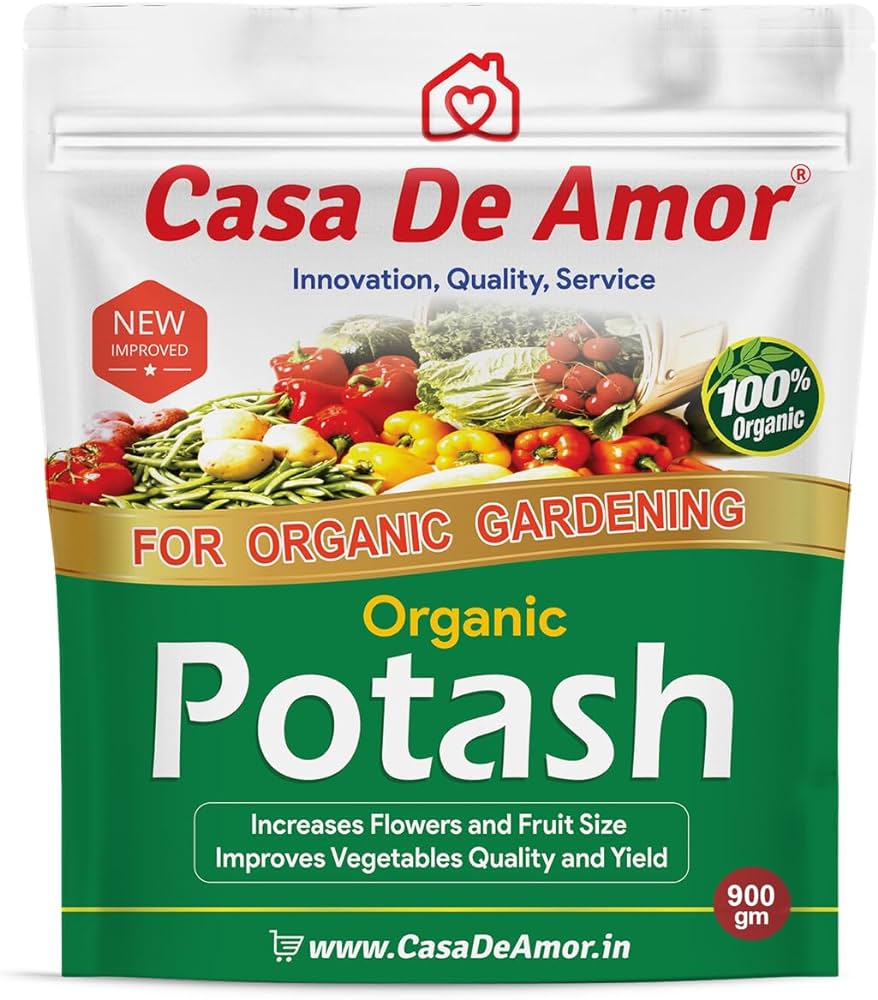 Casa De Amor®
Innovation, Quality, Service
NEW
IMPROVED
100%
Organic
FOR ORGANIC GARDENING
Organic
Potash
Increases Flowers and Fruit Size
Improves Vegetables Quality and Yield
900
gm
www.CasaDeAmor.in